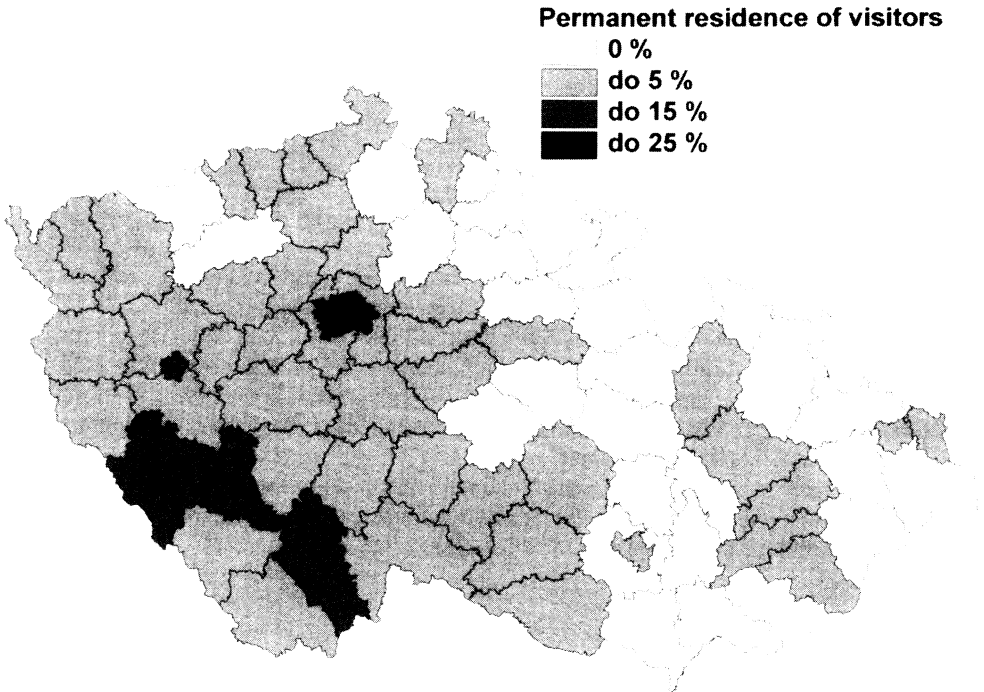 Permanent residence of visitors
0 %
do 5 %
do 15 %
do 25 %